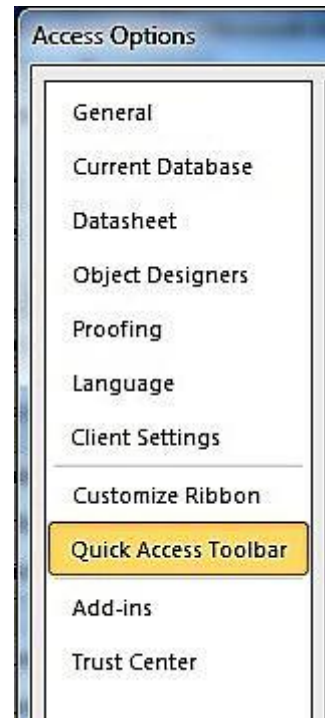 Access Options
General
Current Database
Datasheet
Object Designers
Proofing
Language
Client Settings
Customize Ribbon
Quick Access Toolbar
Add-ins
Trust Center